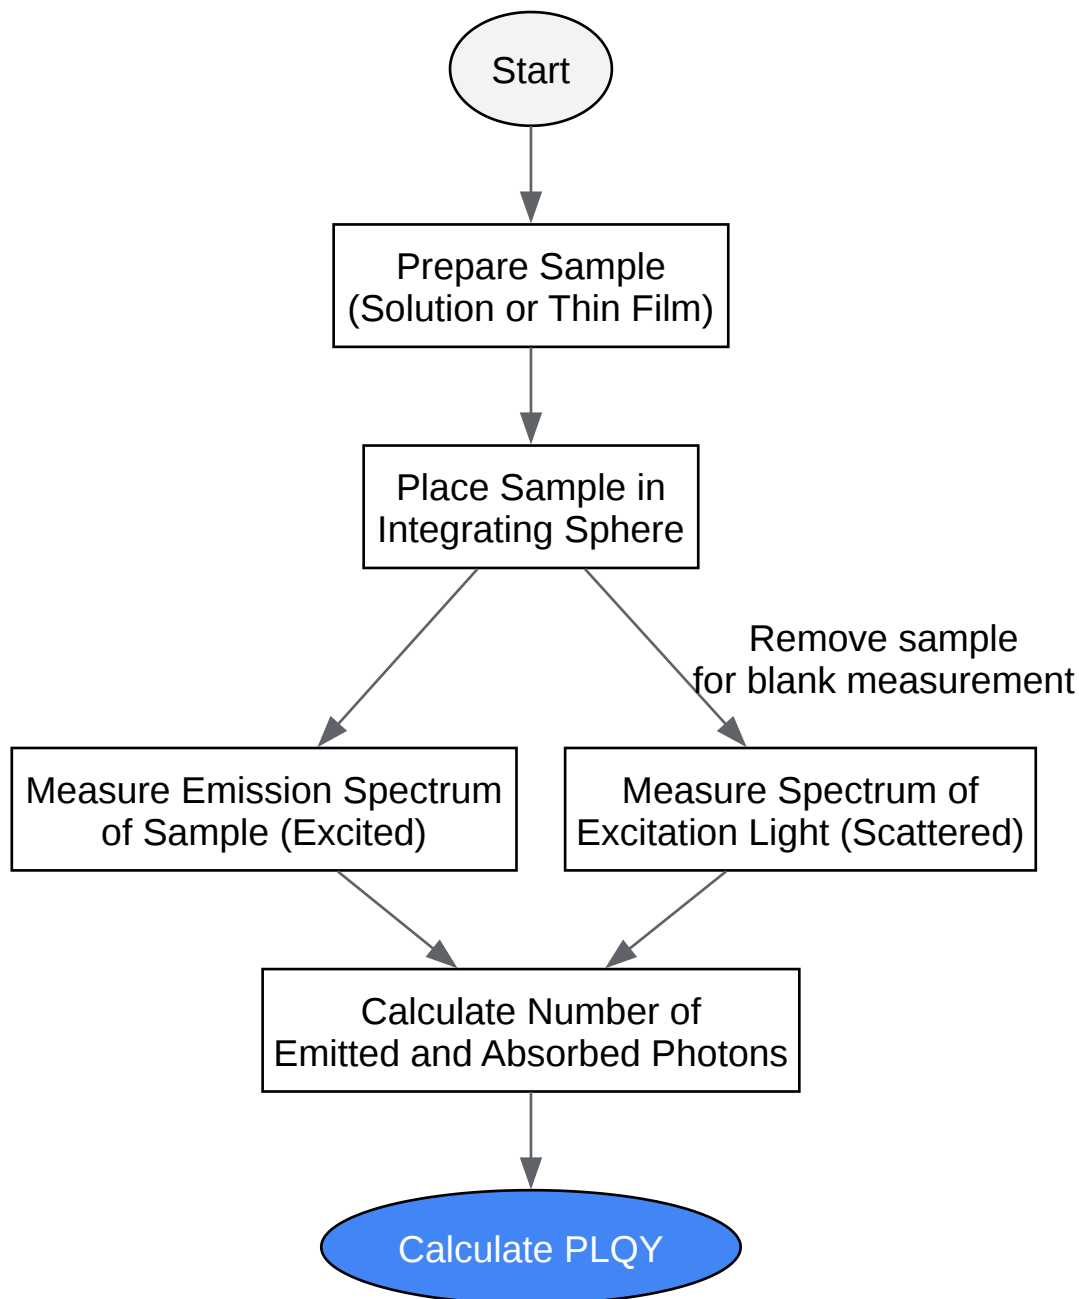 Start
Prepare Sample
(Solution or Thin Film)
Place Sample in
Integrating Sphere
Remove sample
for blank measurement
Measure Emission Spectrum
of Sample (Excited)
Measure Spectrum of
Excitation Light (Scattered)
Calculate Number of
Emitted and Absorbed Photons
Calculate PLQY